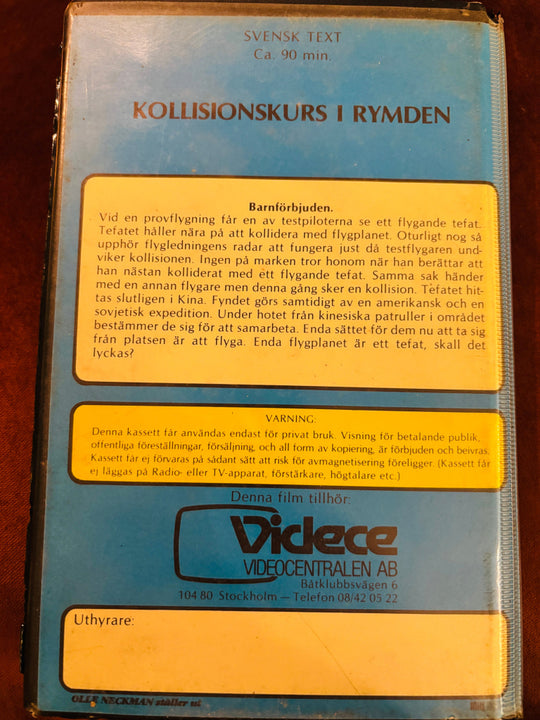 SVENSK TEXT
Ca. 90 min.
KOLLISIONSKURS I RYMDEN
Barnförbjuden.
Vid en provflygning får en av testpiloterna se ett flygande tefat.
Tefatet håller nära på att kollidera med flygplanet. Oturligt nog så
upphör flygledningens radar att fungera just då testflygaren und-
viker kollisionen. Ingen på marken tror honom när han berättar att
han nästan kolliderat med ett flygande tefat. Samma sak händer
med en annan flygare men denna gång sker en kollision. Tefatet hit-
tas slutligen i Kina. Fyndet görs samtidigt av en amerikansk och en
sovjetisk expedition. Under hotet från kinesiska patruller i området
bestämmer de sig för att samarbeta. Enda sättet för dem nu att ta sig
från platsen är att flyga. Enda flygplanet är ett tefat, skall det
lyckas?
VARNING:
Denna kassett får användas endast för privat bruk. Visning för betalande publik,
offentliga föreställningar, försäljning, och all form av kopiering, är förbjuden och beivras.
Kassett får ej förvaras på sådant sätt att risk för avmagnetisering föreligger. (Kassett får
ej läggas på Radio- eller TV-apparat, förstärkare, högtalare etc.)
Denna film tillhör:
Videce
VIDEOCENTRALEN AB
Båtklubbsvägen 6
104 80 Stockholm — Telefon 08/42 05 22
Uthyrare:
OLLE NECKMAN ställer ut